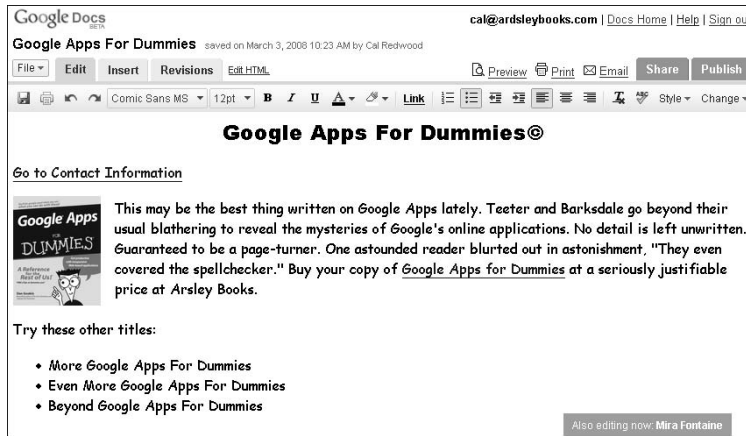 Google Docs
BETA
cal@ardsleybooks.com | Docs Home | Help | Sign ou
Google Apps For Dummies saved on March 3, 2008 10:23 AM by Cal Redwood
File Edit Insert Revisions Edit HTML Preview Print Email Share Publish
Comic Sans MS 12pt B I U A Link Style Change
Google Apps For Dummies©
Go to Contact Information
Google Apps
FOR
DUMMIES
A Reference
for the
Rest of Us!
This may be the best thing written on Google Apps lately. Teeter and Barksdale go beyond their
usual blathering to reveal the mysteries of Google's online applications. No detail is left unwritten.
Guaranteed to be a page-turner. One astounded reader blurted out in astonishment, "They even
covered the spellchecker." Buy your copy of Google Apps for Dummies at a seriously justifiable
price at Arsley Books.
Try these other titles:
• More Google Apps For Dummies
• Even More Google Apps For Dummies
• Beyond Google Apps For Dummies
Also editing now: Mira Fontaine